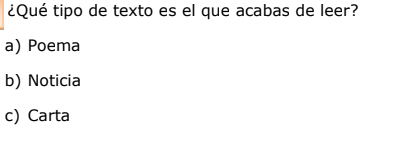 ¿Qué tipo de texto es el que acabas de leer?
a) Poema
b) Noticia
c) Carta